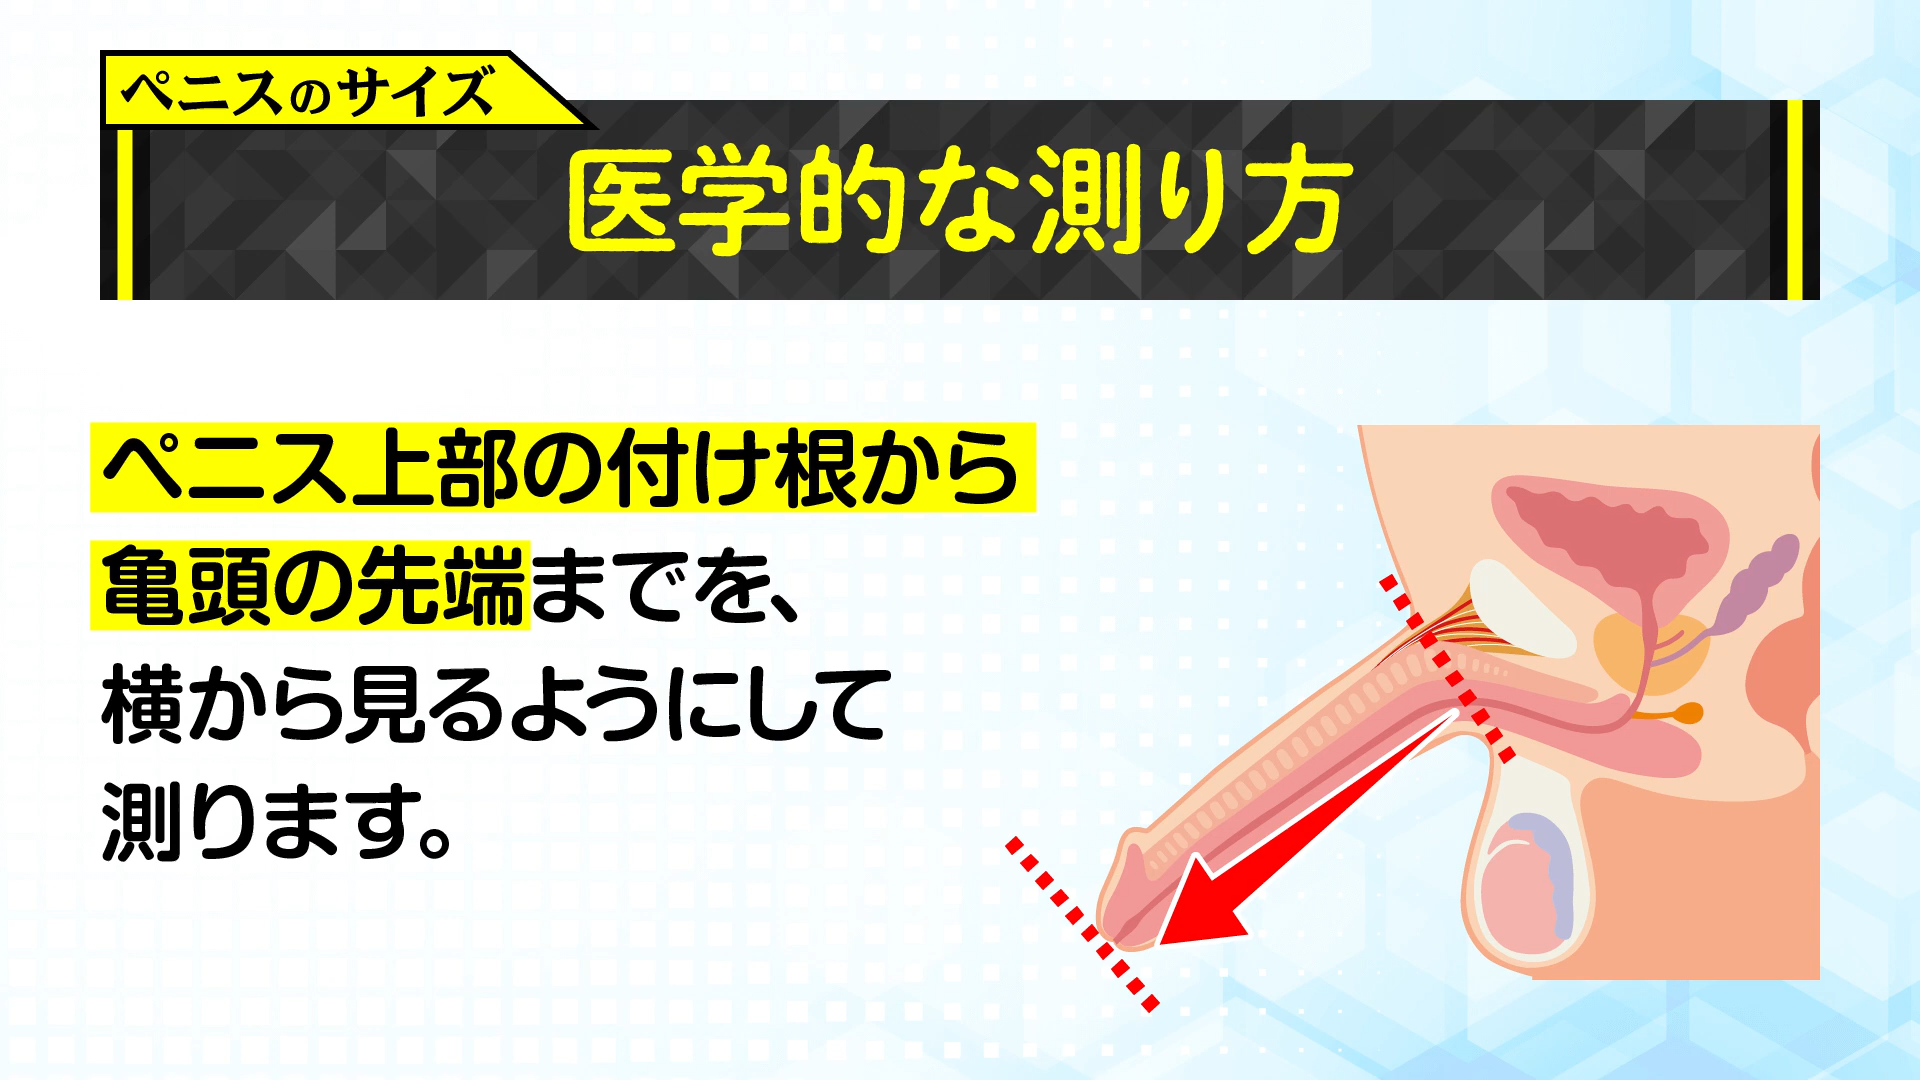 ペニスのサイズ
医学的な測り方
ペニス上部の付け根から
亀頭の先端までを、
横から見るようにして
測ります。